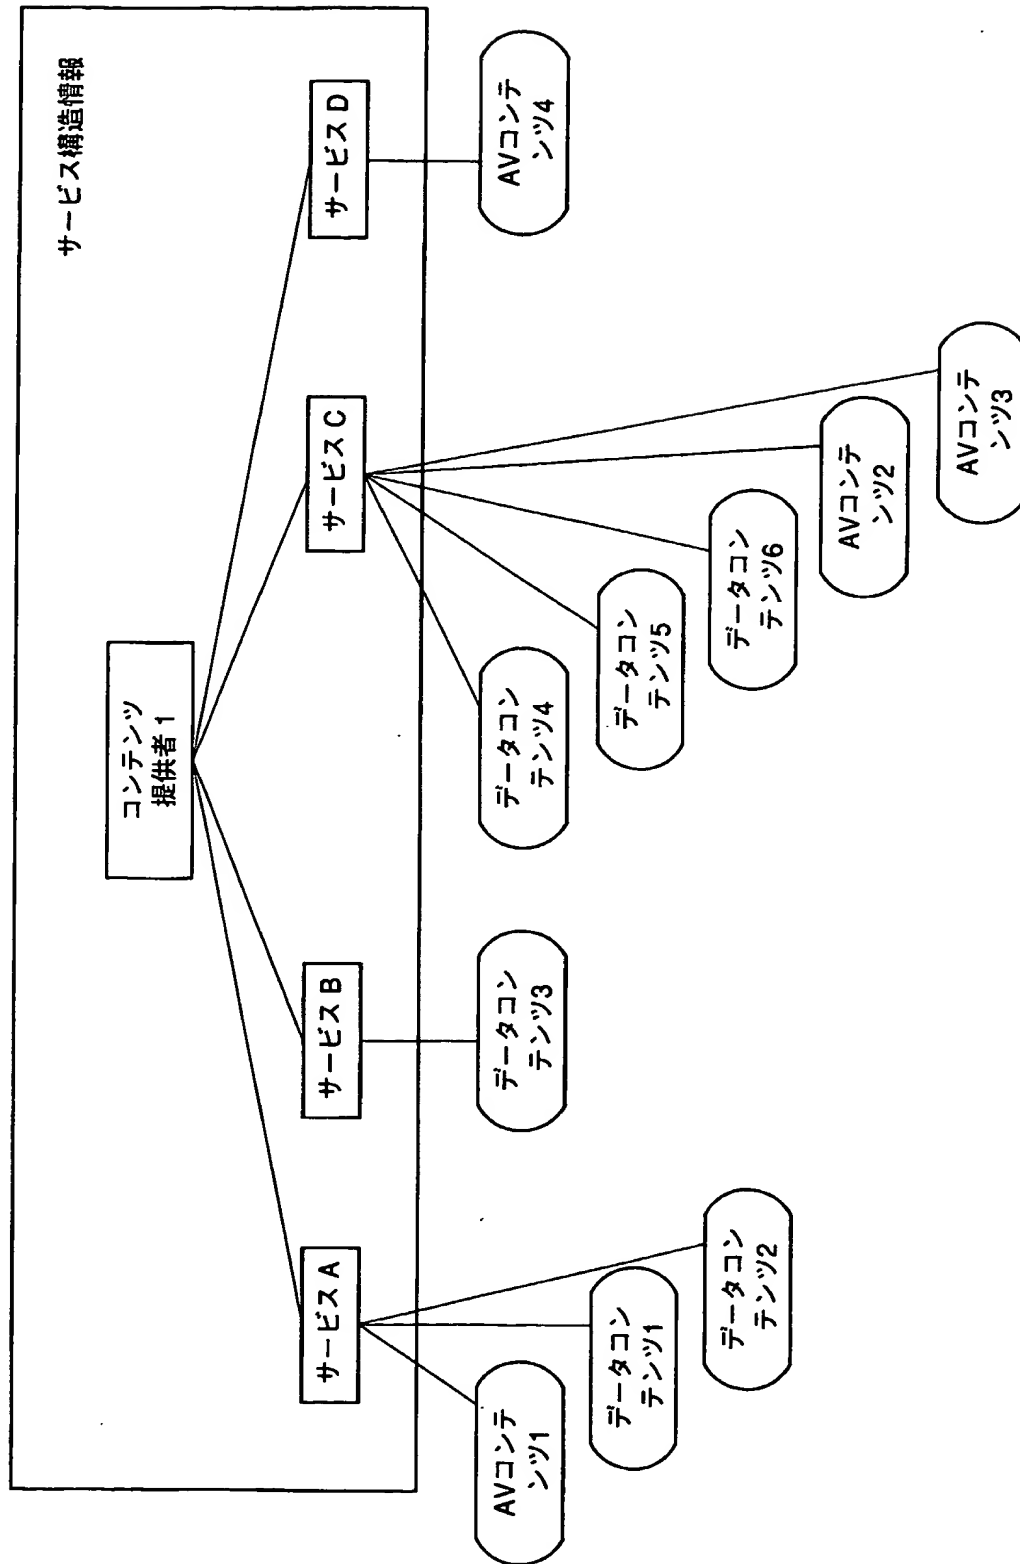 サービス構造情報
コンテンツ
提供者1
サービスA
サービスB
サービスC
サービスD
AVコンテ
ンツ1
データコン
テンツ1
データコン
テンツ2
データコン
テンツ3
データコン
テンツ4
データコン
テンツ5
データコン
テンツ6
AVコンテ
ンツ2
AVコンテ
ンツ3
AVコンテ
ンツ4